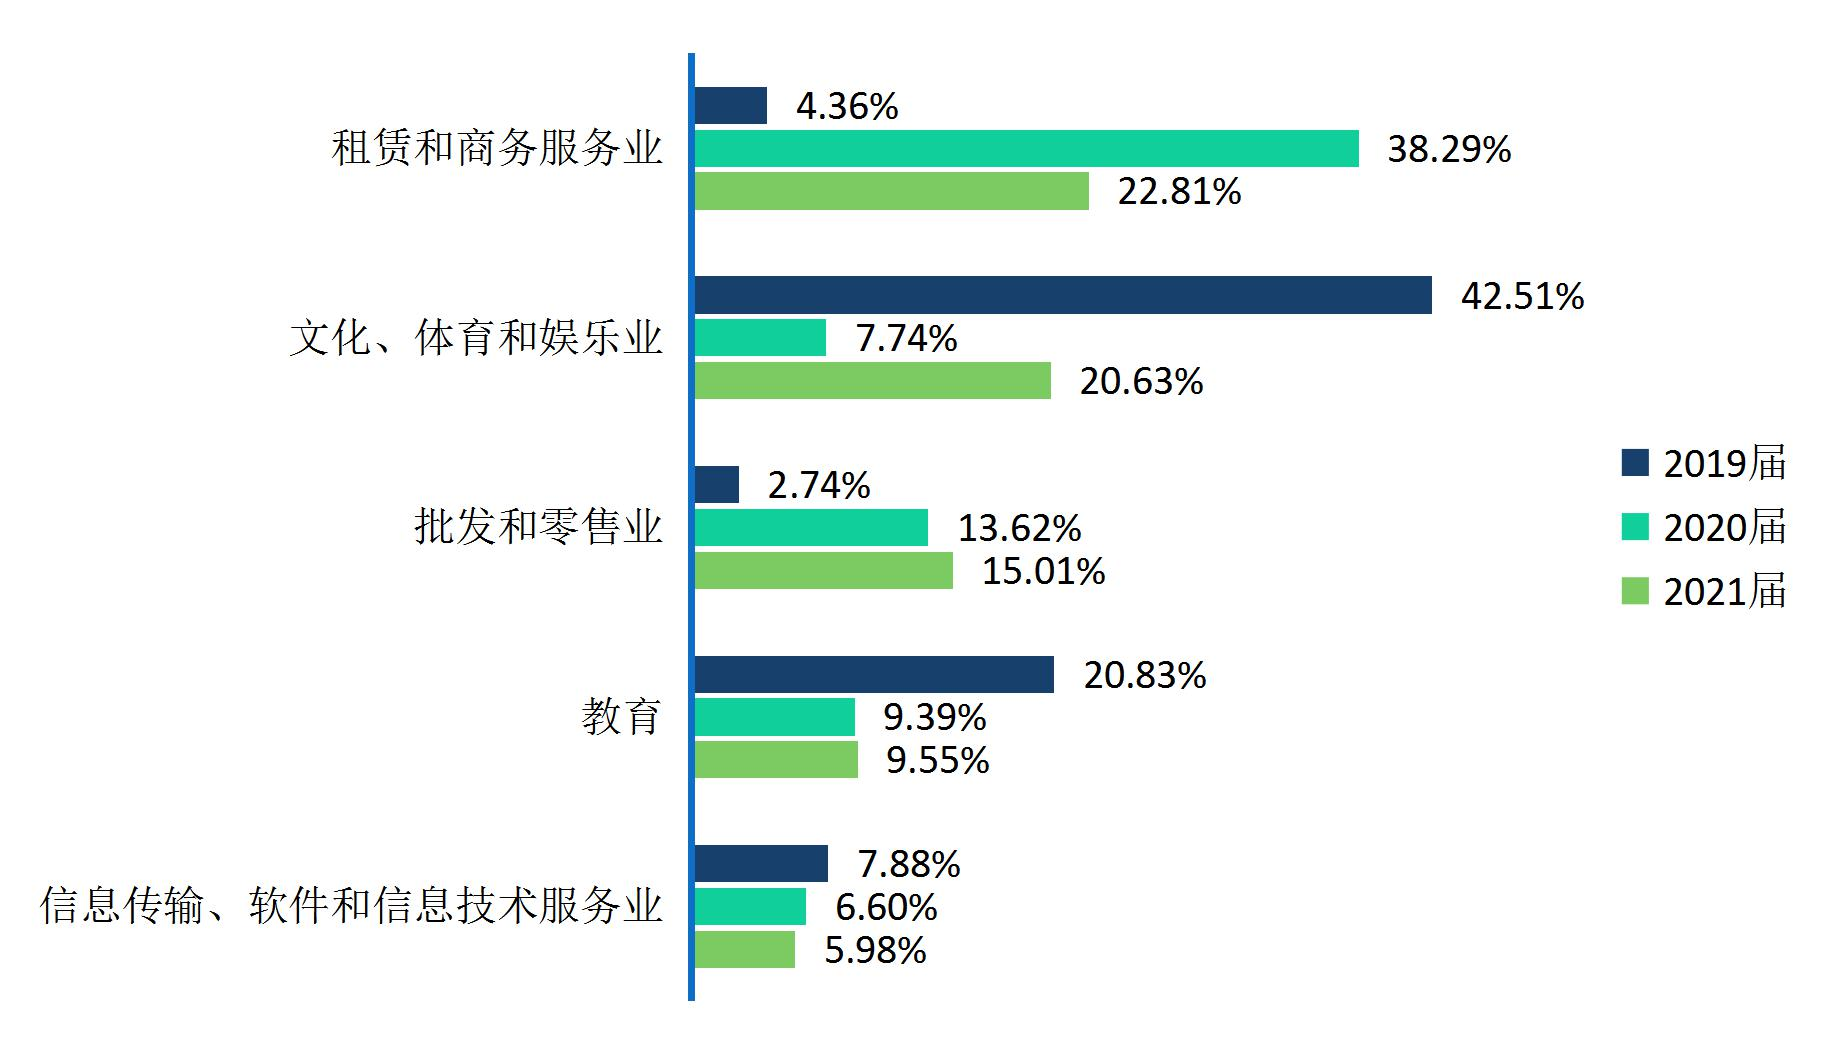 租赁和商务服务业
4.36%
38.29%
22.81%
文化、体育和娱乐业
42.51%
7.74%
20.63%
批发和零售业
2.74%
13.62%
15.01%
教育
20.83%
9.39%
9.55%
信息传输、软件和信息技术服务业
7.88%
6.60%
5.98%
2019届
2020届
2021届